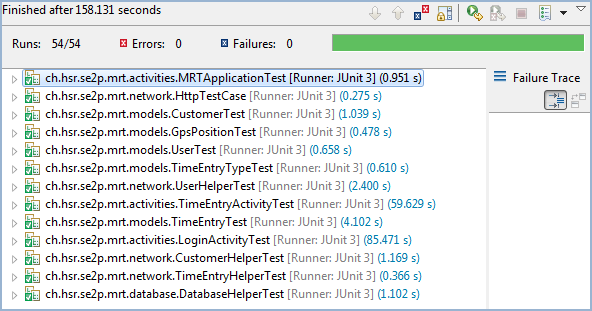 Finished after 158.131 seconds
Runs: 54/54 Errors: 0 Failures: 0
ch.hsr.se2p.mrt.activities.MRTApplicationTest [Runner: JUnit 3] (0.951 s)
Failure Trace
ch.hsr.se2p.mrt.network.HttpTestCase [Runner: JUnit 3] (0.275 s)
ch.hsr.se2p.mrt.models.CustomerTest [Runner: JUnit 3] (1.039 s)
ch.hsr.se2p.mrt.models.GpsPositionTest [Runner: JUnit 3] (0.478 s)
ch.hsr.se2p.mrt.models.UserTest [Runner: JUnit 3] (0.658 s)
ch.hsr.se2p.mrt.models.TimeEntryTypeTest [Runner: JUnit 3] (0.610 s)
ch.hsr.se2p.mrt.network.UserHelperTest [Runner: JUnit 3] (2.400 s)
ch.hsr.se2p.mrt.activities.TimeEntryActivityTest [Runner: JUnit 3] (59.629 s)
ch.hsr.se2p.mrt.models.TimeEntryTest [Runner: JUnit 3] (4.102 s)
ch.hsr.se2p.mrt.activities.LoginActivityTest [Runner: JUnit 3] (85.471 s)
ch.hsr.se2p.mrt.network.CustomerHelperTest [Runner: JUnit 3] (1.169 s)
ch.hsr.se2p.mrt.network.TimeEntryHelperTest [Runner: JUnit 3] (0.366 s)
ch.hsr.se2p.mrt.database.DatabaseHelperTest [Runner: JUnit 3] (1.102 s)